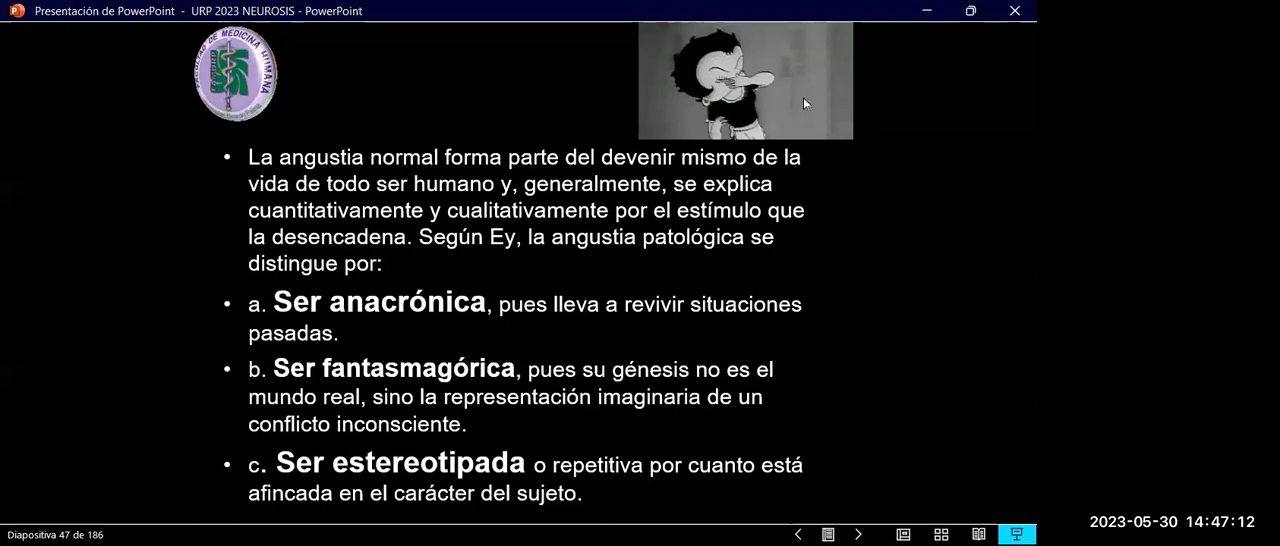 Presentación de PowerPoint - URP 2023 NEUROSIS - PowerPoint
FACULTAD DE MEDICINA HUMANA
• La angustia normal forma parte del devenir mismo de la
vida de todo ser humano y, generalmente, se explica
cuantitativamente y cualitativamente por el estímulo que
la desencadena. Según Ey, la angustia patológica se
distingue por:
• a. Ser anacrónica, pues lleva a revivir situaciones
pasadas.
• b. Ser fantasmagórica, pues su génesis no es el
mundo real, sino la representación imaginaria de un
conflicto inconsciente.
• c. Ser estereotipada o repetitiva por cuanto está
afincada en el carácter del sujeto.
2023-05-30 14:47:12
Diapositiva 47 de 186